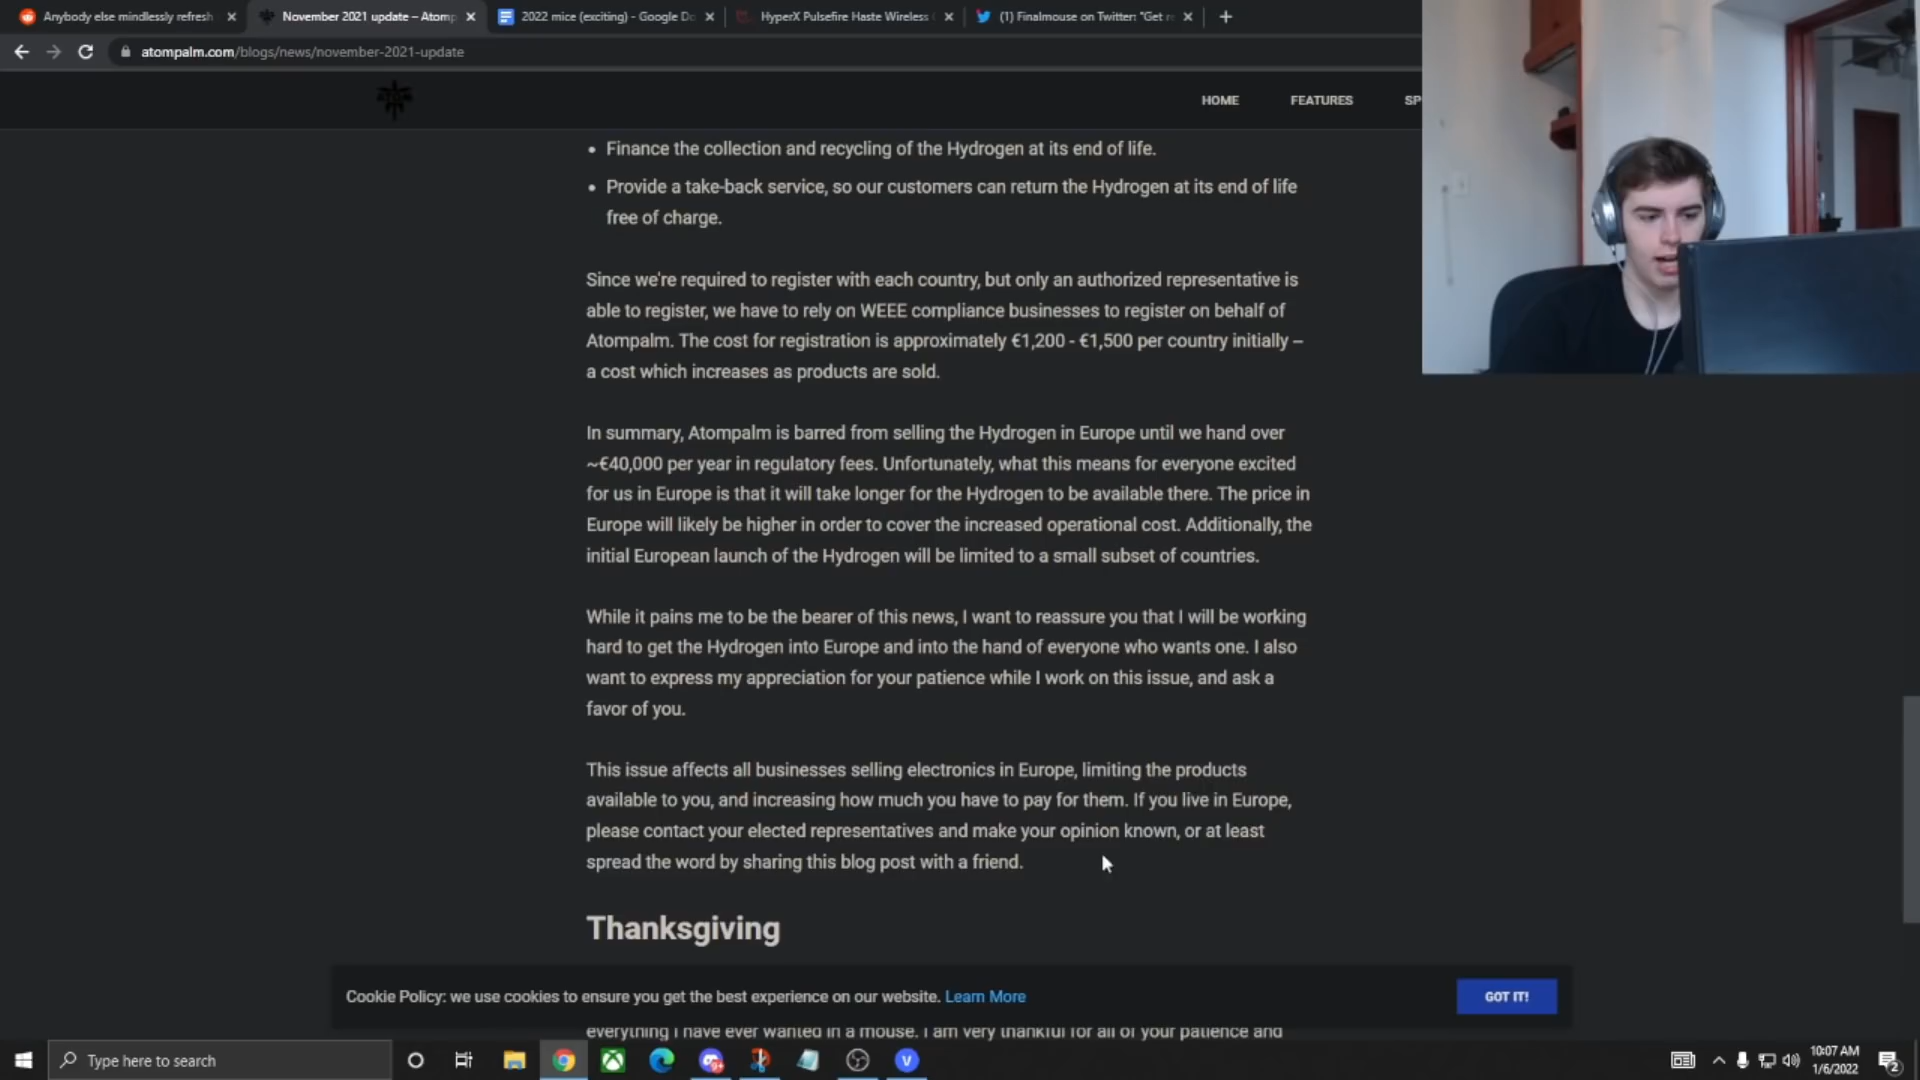 Anybody else mindlessly refresh
November 2021 update – Atomp
2022 mice (exciting) - Google Do
HyperX Pulsefire Haste Wireless
(1) Finalmouse on Twitter: "Get r
atompalm.com/blogs/news/november-2021-update
HOME
FEATURES
SP
• Finance the collection and recycling of the Hydrogen at its end of life.
• Provide a take-back service, so our customers can return the Hydrogen at its end of life
free of charge.
Since we're required to register with each country, but only an authorized representative is
able to register, we have to rely on WEEE compliance businesses to register on behalf of
Atompalm. The cost for registration is approximately €1,200 - €1,500 per country initially –
a cost which increases as products are sold.
In summary, Atompalm is barred from selling the Hydrogen in Europe until we hand over
~€40,000 per year in regulatory fees. Unfortunately, what this means for everyone excited
for us in Europe is that it will take longer for the Hydrogen to be available there. The price in
Europe will likely be higher in order to cover the increased operational cost. Additionally, the
initial European launch of the Hydrogen will be limited to a small subset of countries.
While it pains me to be the bearer of this news, I want to reassure you that I will be working
hard to get the Hydrogen into Europe and into the hand of everyone who wants one. I also
want to express my appreciation for your patience while I work on this issue, and ask a
favor of you.
This issue affects all businesses selling electronics in Europe, limiting the products
available to you, and increasing how much you have to pay for them. If you live in Europe,
please contact your elected representatives and make your opinion known, or at least
spread the word by sharing this blog post with a friend.
Thanksgiving
Cookie Policy: we use cookies to ensure you get the best experience on our website. Learn More
GOT IT!
everything I have ever wanted in a mouse. I am very thankful for all of your patience and
Type here to search
10:07 AM
1/6/2022
2